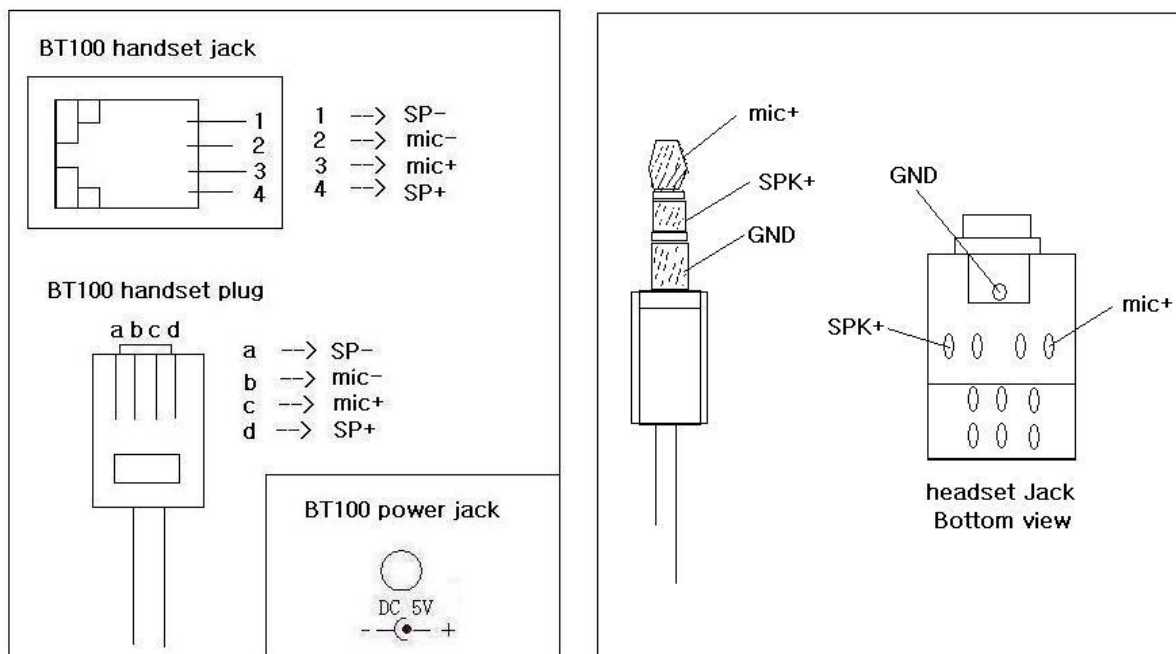 BT100 handset jack
1
2
3
4
1 --> SP-
2 --> mic-
3 --> mic+
4 --> SP+
BT100 handset plug
a b c d
a --> SP-
b --> mic-
c --> mic+
d --> SP+
BT100 power jack
DC 5V
- +
mic+
SPK+
GND
GND
SPK+
mic+
headset Jack
Bottom view